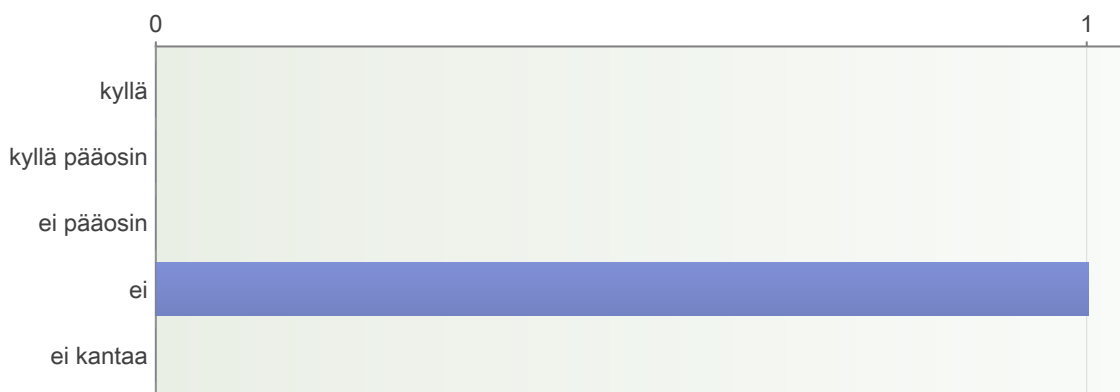 0 1
kyllä
kyllä pääosin
ei pääosin
ei
ei kantaa